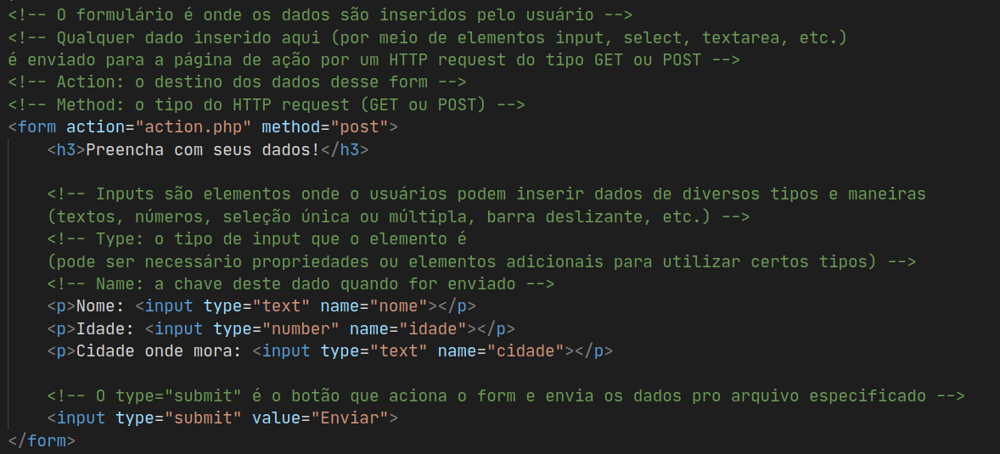 <!-- O formulário é onde os dados são inseridos pelo usuário -->
<!-- Qualquer dado inserido aqui (por meio de elementos input, select, textarea, etc.)
é enviado para a página de ação por um HTTP request do tipo GET ou POST -->
<!-- Action: o destino dos dados desse form -->
<!-- Method: o tipo do HTTP request (GET ou POST) -->
<form action="action.php" method="post">
    <h3>Preencha com seus dados!</h3>

    <!-- Inputs são elementos onde o usuários podem inserir dados de diversos tipos e maneiras
    (textos, números, seleção única ou múltipla, barra deslizante, etc.) -->
    <!-- Type: o tipo de input que o elemento é
    (pode ser necessário propriedades ou elementos adicionais para utilizar certos tipos) -->
    <!-- Name: a chave deste dado quando for enviado -->
    <p>Nome: <input type="text" name="nome"></p>
    <p>Idade: <input type="number" name="idade"></p>
    <p>Cidade onde mora: <input type="text" name="cidade"></p>

    <!-- O type="submit" é o botão que aciona o form e envia os dados pro arquivo especificado -->
    <input type="submit" value="Enviar">
</form>